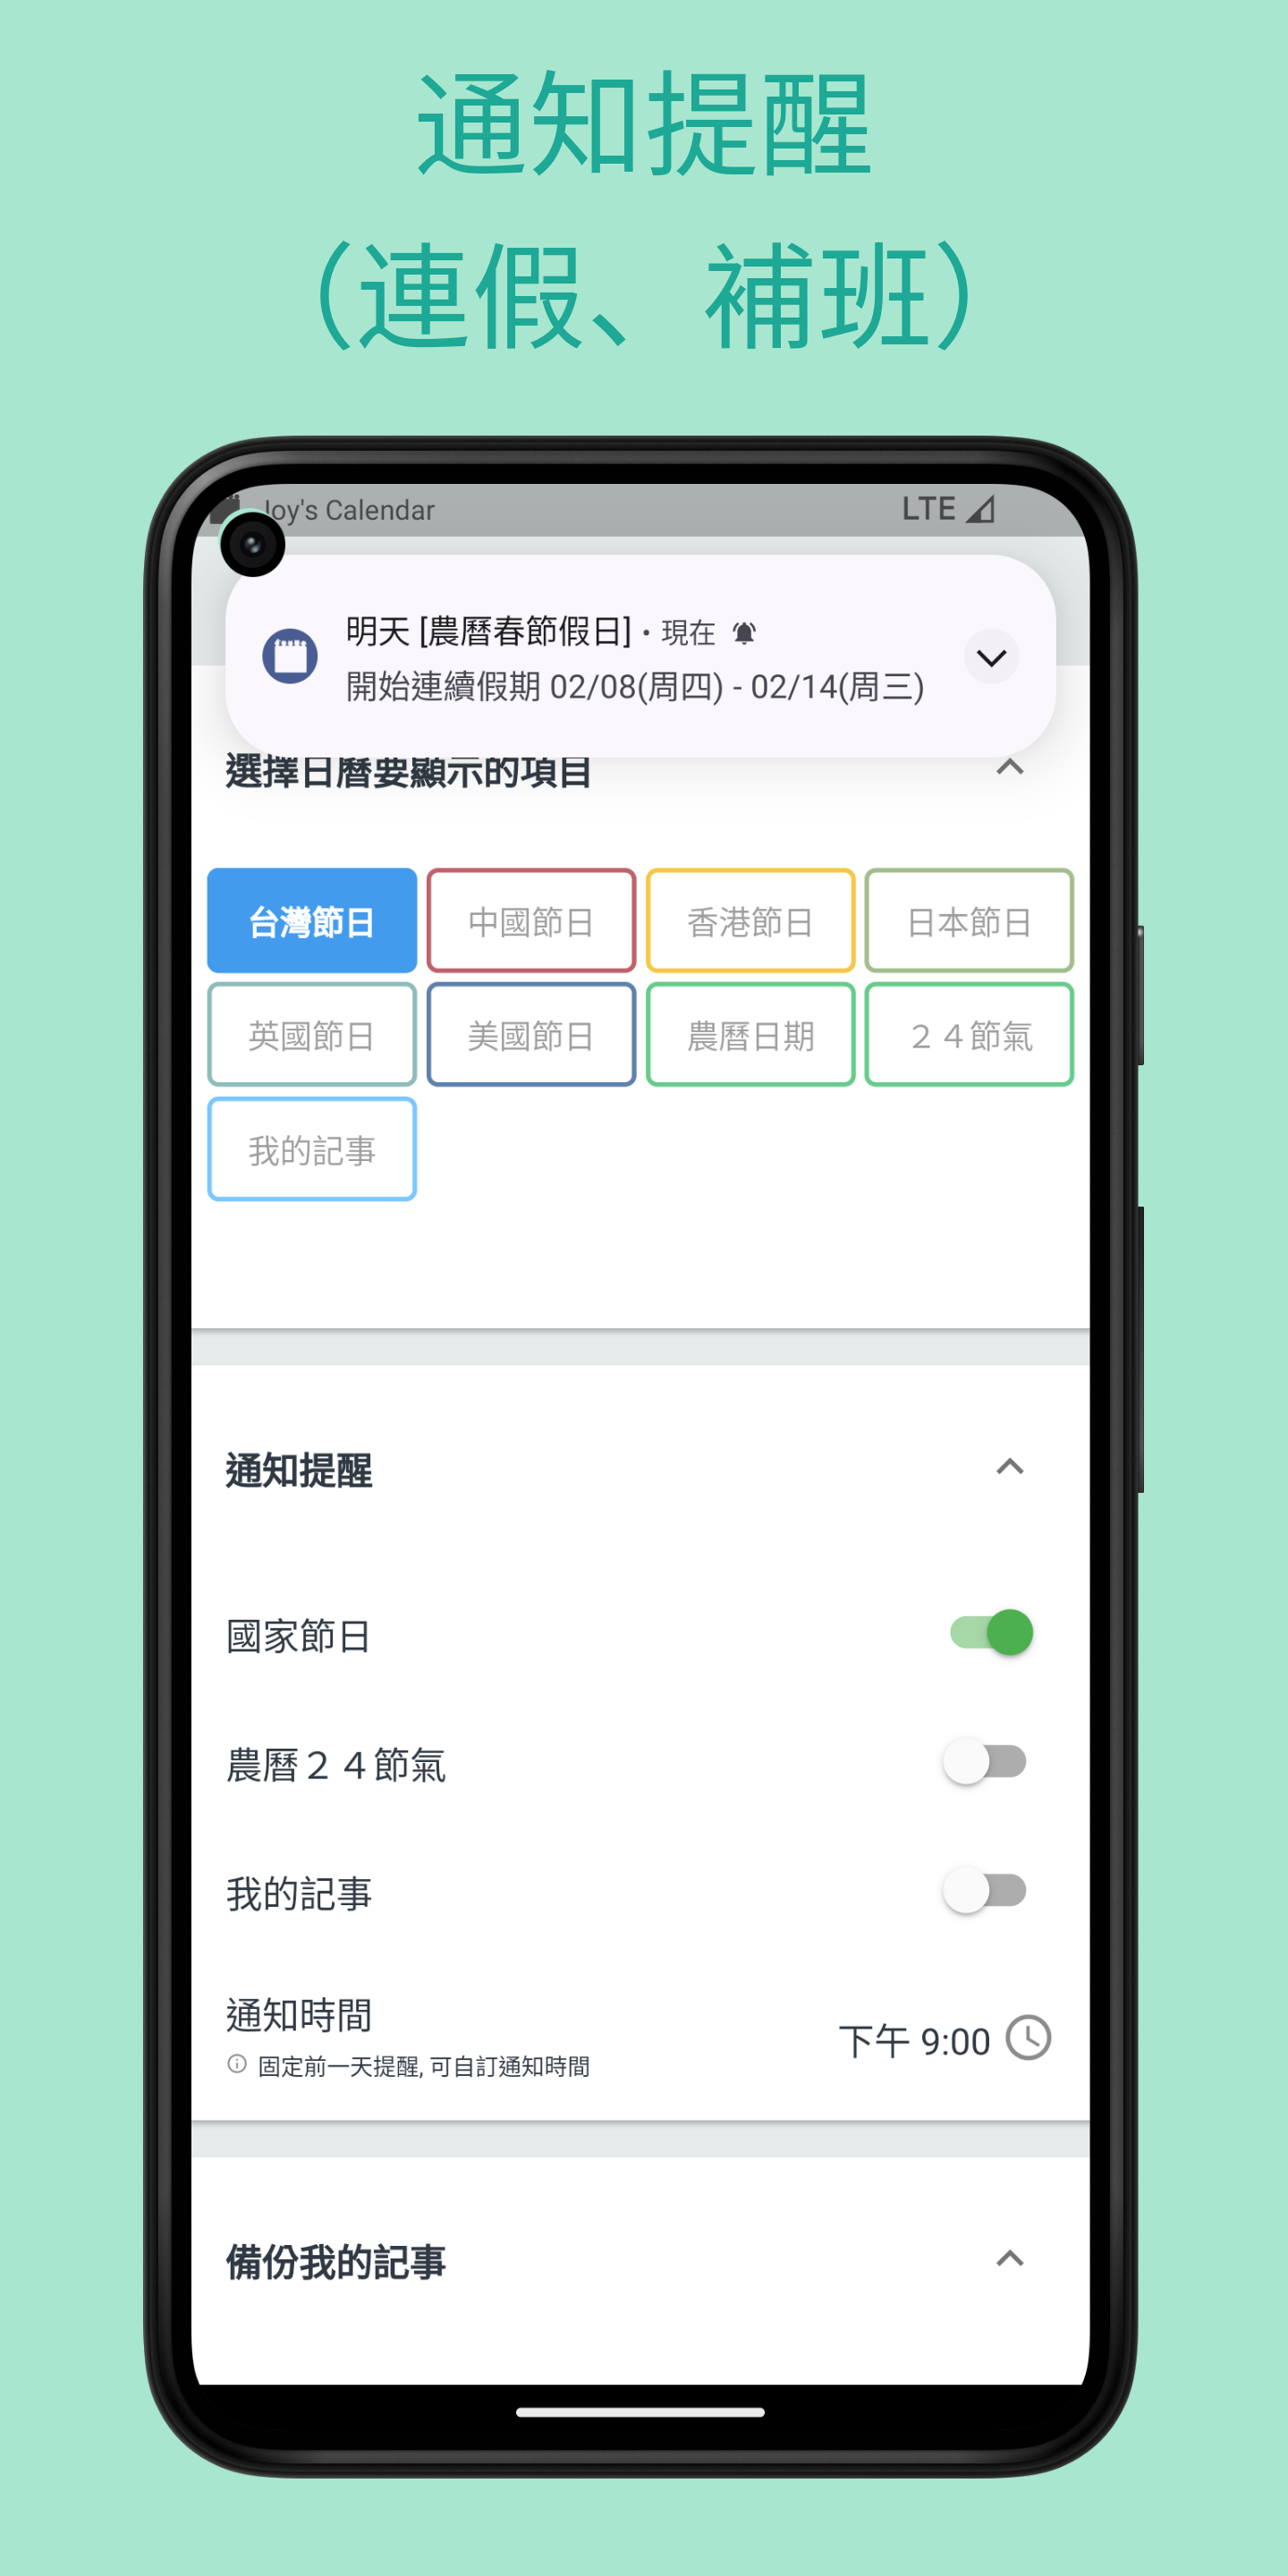 通知提醒
（連假、補班）
Joy's Calendar
LTE
明天 [農曆春節假日]・現在
開始連續假期 02/08(周四) - 02/14(周三)
選擇日曆要顯示的項目
台灣節日 中國節日 香港節日 日本節日
英國節日 美國節日 農曆日期 ２４節氣
我的記事
通知提醒
國家節日
農曆２４節氣
我的記事
通知時間
下午 9:00
固定前一天提醒, 可自訂通知時間
備份我的記事